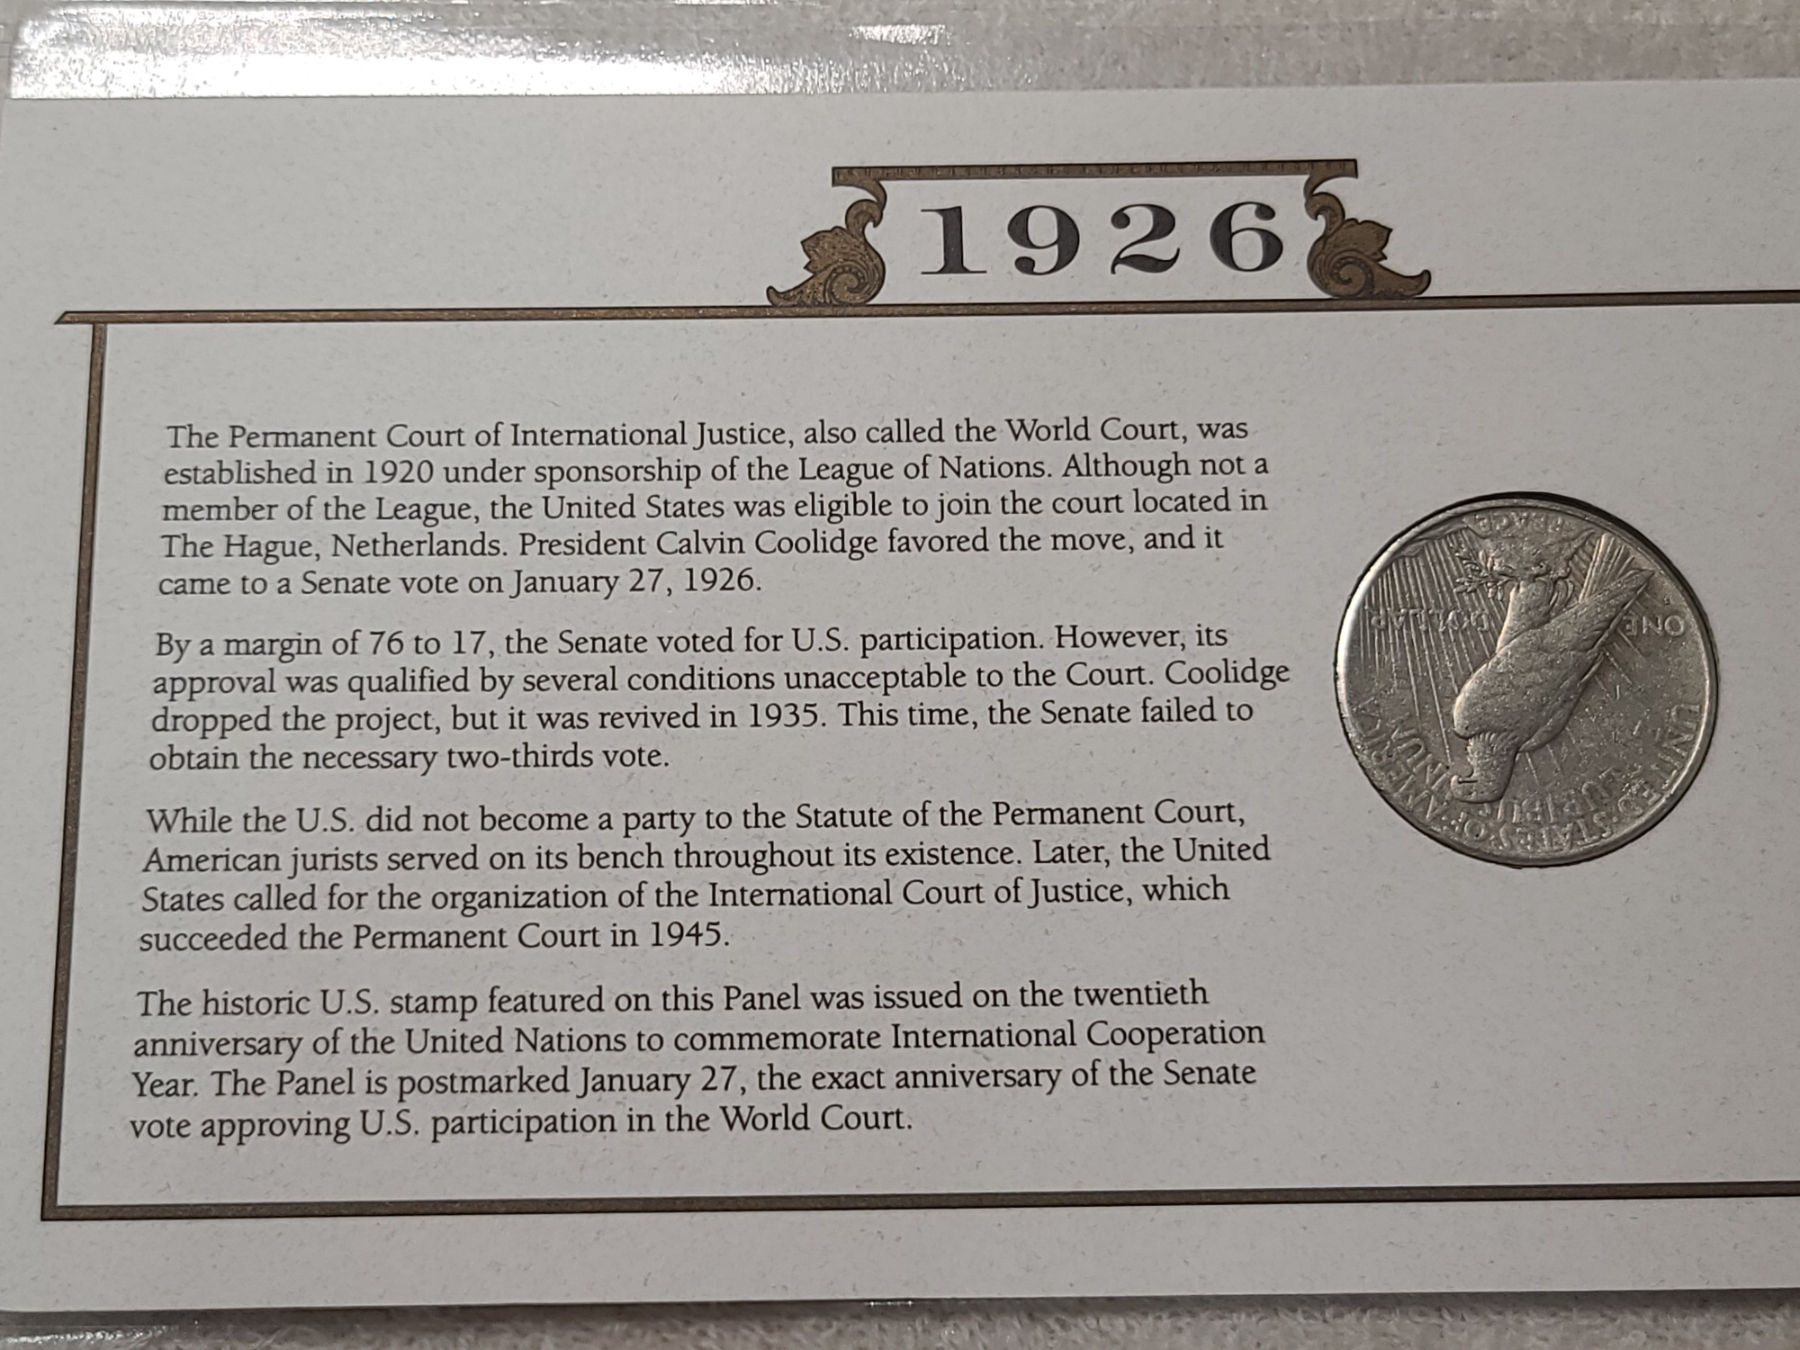 1926
The Permanent Court of International Justice, also called the World Court, was
established in 1920 under sponsorship of the League of Nations. Although not a
member of the League, the United States was eligible to join the court located in
The Hague, Netherlands. President Calvin Coolidge favored the move, and it
came to a Senate vote on January 27, 1926.
By a margin of 76 to 17, the Senate voted for U.S. participation. However, its
approval was qualified by several conditions unacceptable to the Court. Coolidge
dropped the project, but it was revived in 1935. This time, the Senate failed to
obtain the necessary two-thirds vote.
While the U.S. did not become a party to the Statute of the Permanent Court,
American jurists served on its bench throughout its existence. Later, the United
States called for the organization of the International Court of Justice, which
succeeded the Permanent Court in 1945.
The historic U.S. stamp featured on this Panel was issued on the twentieth
anniversary of the United Nations to commemorate International Cooperation
Year. The Panel is postmarked January 27, the exact anniversary of the Senate
vote approving U.S. participation in the World Court.
UNITED·STATES·OF·AMERICA
PLURIBUS UNUM
ONE DOLLAR
PEACE